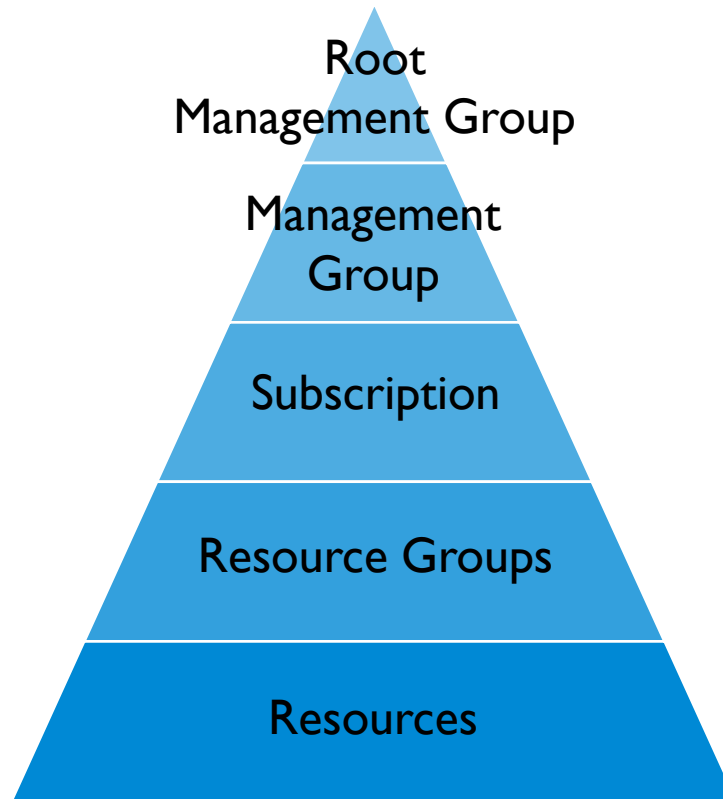 Root
Management Group
Management
Group
Subscription
Resource Groups
Resources